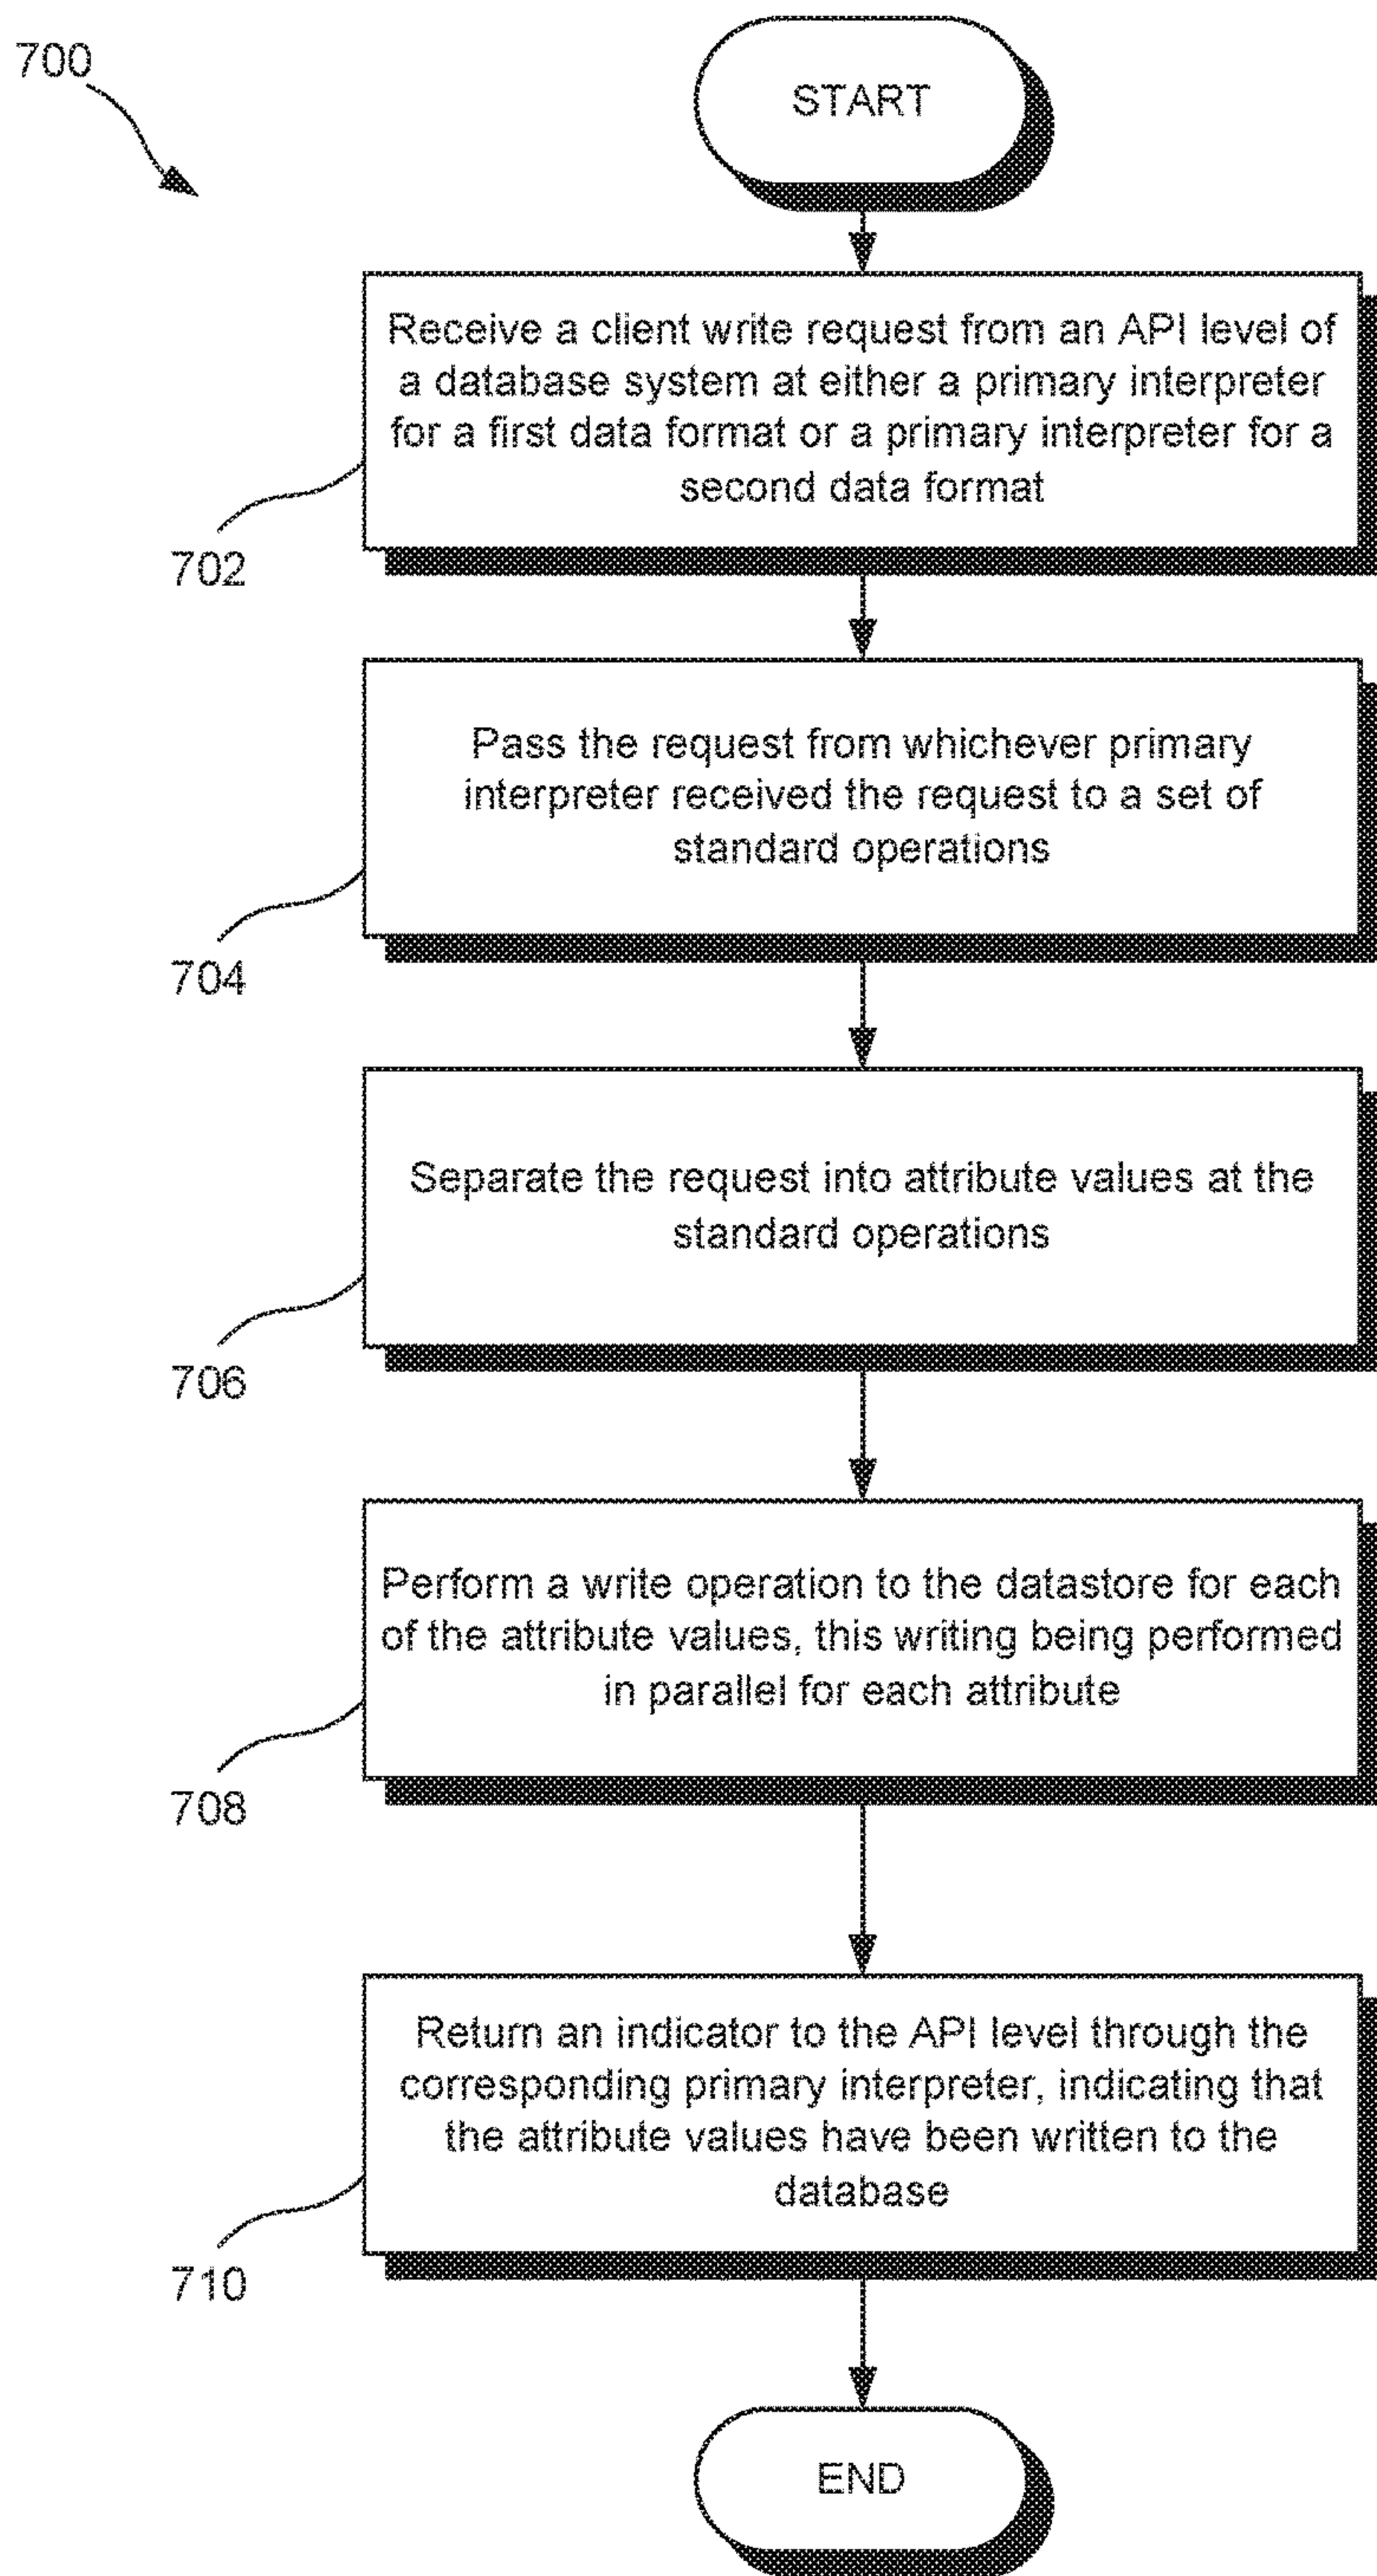 700
START
Receive a client write request from an API level of
a database system at either a primary interpreter
for a first data format or a primary interpreter for a
second data format
702
Pass the request from whichever primary
interpreter received the request to a set of
standard operations
704
Separate the request into attribute values at the
standard operations
706
Perform a write operation to the datastore for each
of the attribute values, this writing being performed
in parallel for each attribute
708
Return an indicator to the API level through the
corresponding primary interpreter, indicating that
the attribute values have been written to the
database
710
END